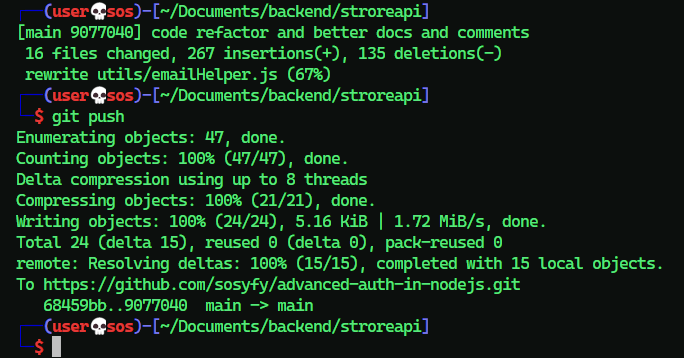 ┌──(user💀sos)-[~/Documents/backend/stroreapi]
[main 9077040] code refactor and better docs and comments
 16 files changed, 267 insertions(+), 135 deletions(-)
 rewrite utils/emailHelper.js (67%)
┌──(user💀sos)-[~/Documents/backend/stroreapi]
└─$ git push
Enumerating objects: 47, done.
Counting objects: 100% (47/47), done.
Delta compression using up to 8 threads
Compressing objects: 100% (21/21), done.
Writing objects: 100% (24/24), 5.16 KiB | 1.72 MiB/s, done.
Total 24 (delta 15), reused 0 (delta 0), pack-reused 0
remote: Resolving deltas: 100% (15/15), completed with 15 local objects.
To https://github.com/sosyfy/advanced-auth-in-nodejs.git
   68459bb..9077040  main -> main
┌──(user💀sos)-[~/Documents/backend/stroreapi]
└─$